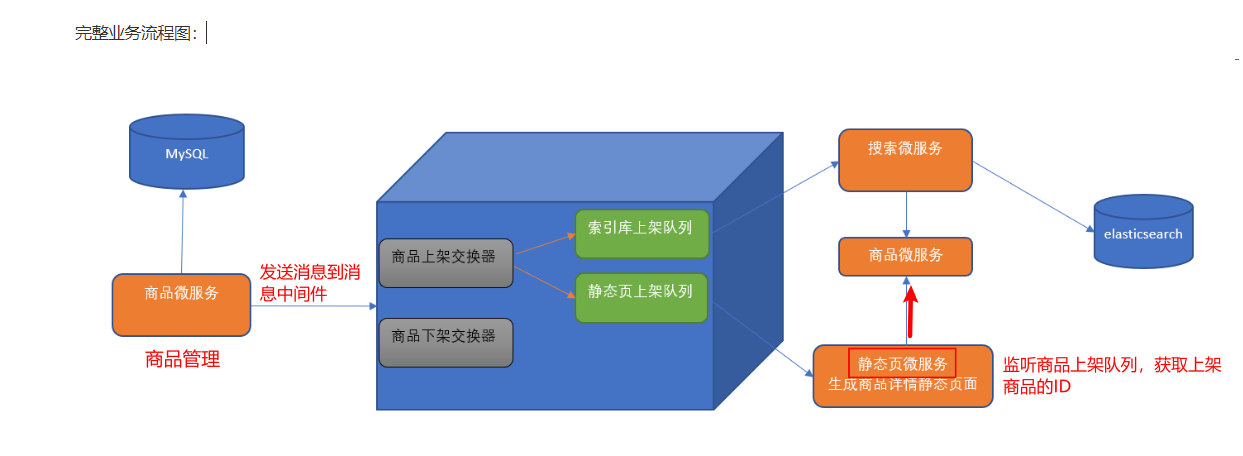 完整业务流程图：
MySQL
商品微服务
商品管理
发送消息到消
息中间件
商品上架交换器
商品下架交换器
索引库上架队列
静态页上架队列
搜索微服务
商品微服务
elasticsearch
静态页微服务
生成商品详情静态页面
监听商品上架队列，获取上架
商品的ID